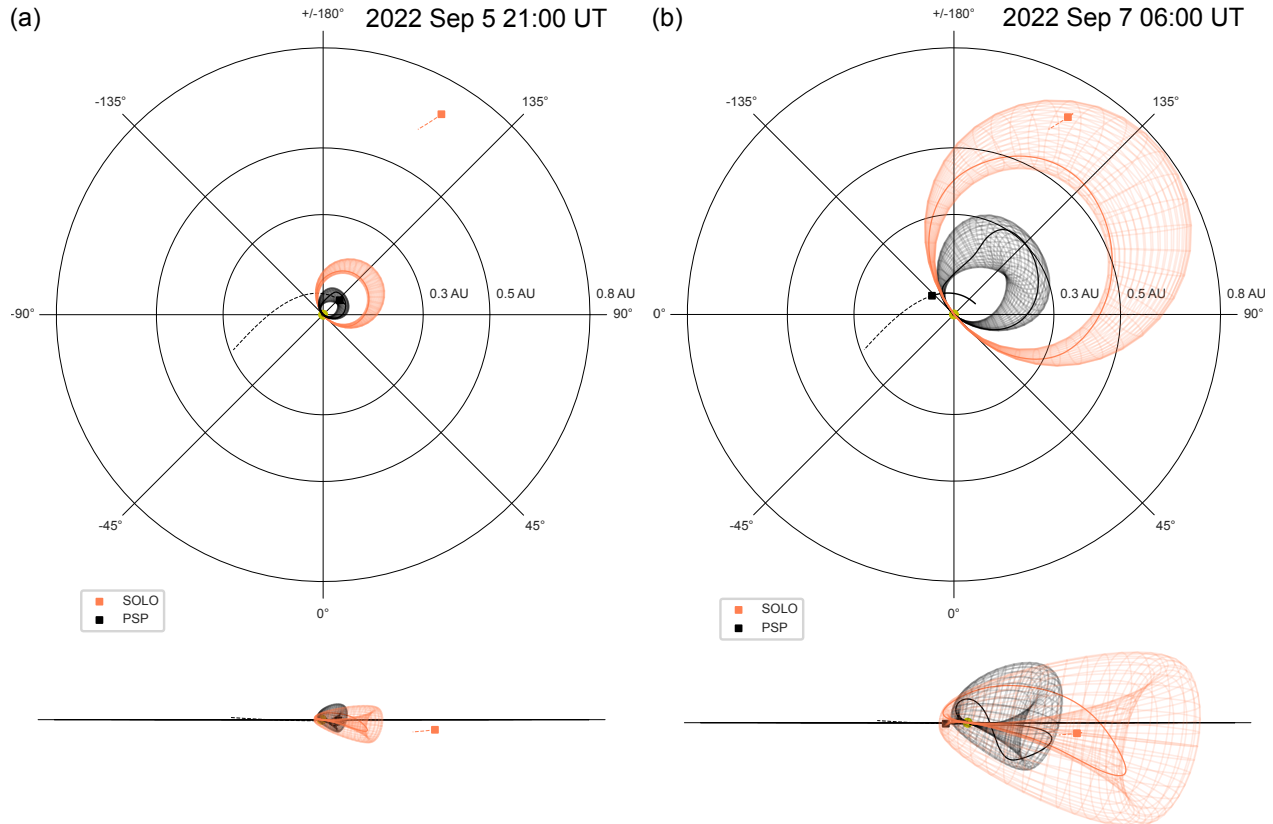 (a)
2022 Sep 5 21:00 UT
+/-180°
-135°
135°
-90°
0.3 AU
0.5 AU
0.8 AU
90°
-45°
45°
0°
SOLO
PSP
(b)
2022 Sep 7 06:00 UT
+/-180°
-135°
135°
0°
0.3 AU
0.5 AU
0.8 AU
90°
-45°
45°
0°
SOLO
PSP